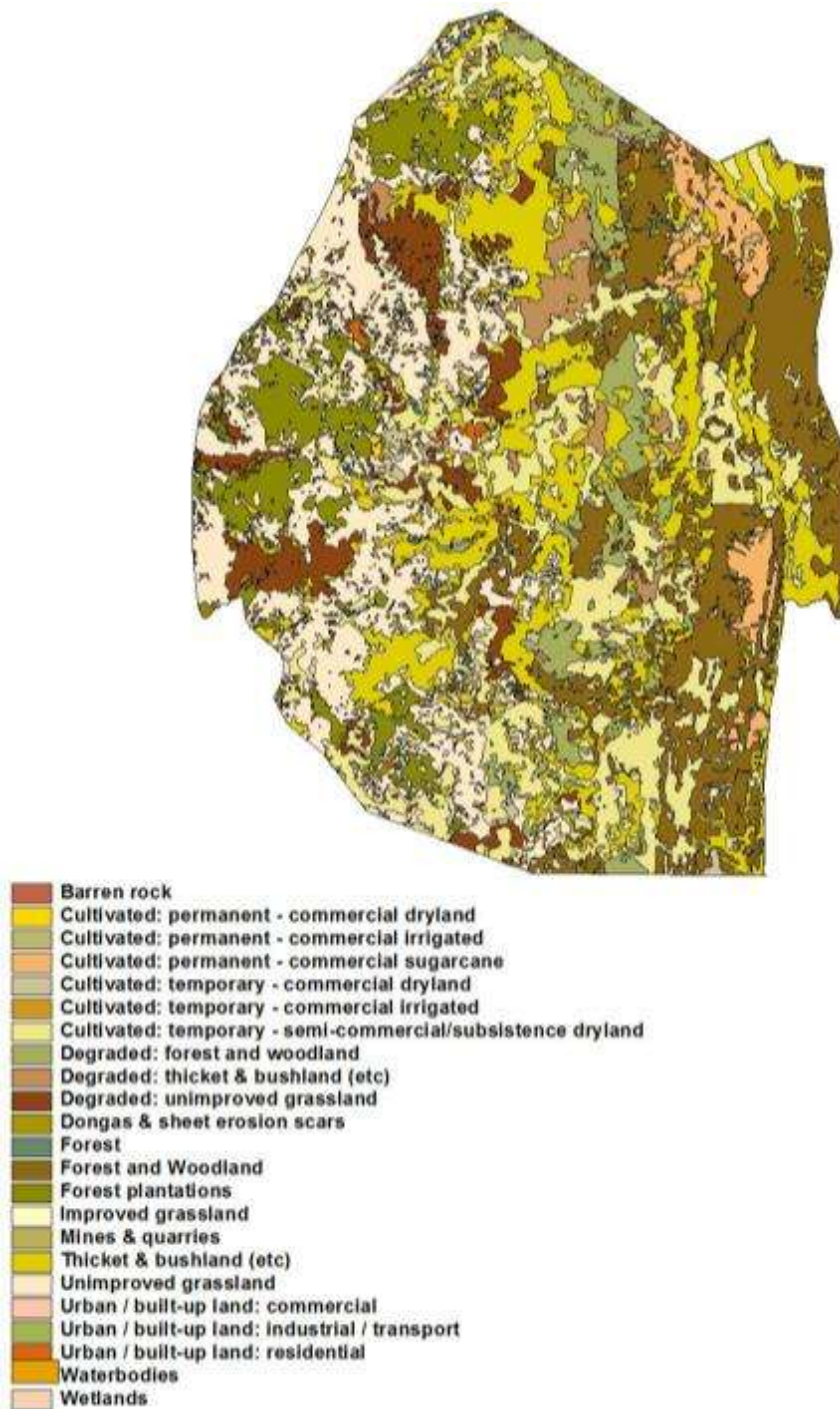 Barren rock
Cultivated: permanent - commercial dryland
Cultivated: permanent - commercial irrigated
Cultivated: permanent - commercial sugarcane
Cultivated: temporary - commercial dryland
Cultivated: temporary - commercial irrigated
Cultivated: temporary - semi-commercial/subsistence dryland
Degraded: forest and woodland
Degraded: thicket & bushland (etc)
Degraded: unimproved grassland
Dongas & sheet erosion scars
Forest
Forest and Woodland
Forest plantations
Improved grassland
Mines & quarries
Thicket & bushland (etc)
Unimproved grassland
Urban / built-up land: commercial
Urban / built-up land: industrial / transport
Urban / built-up land: residential
Waterbodies
Wetlands